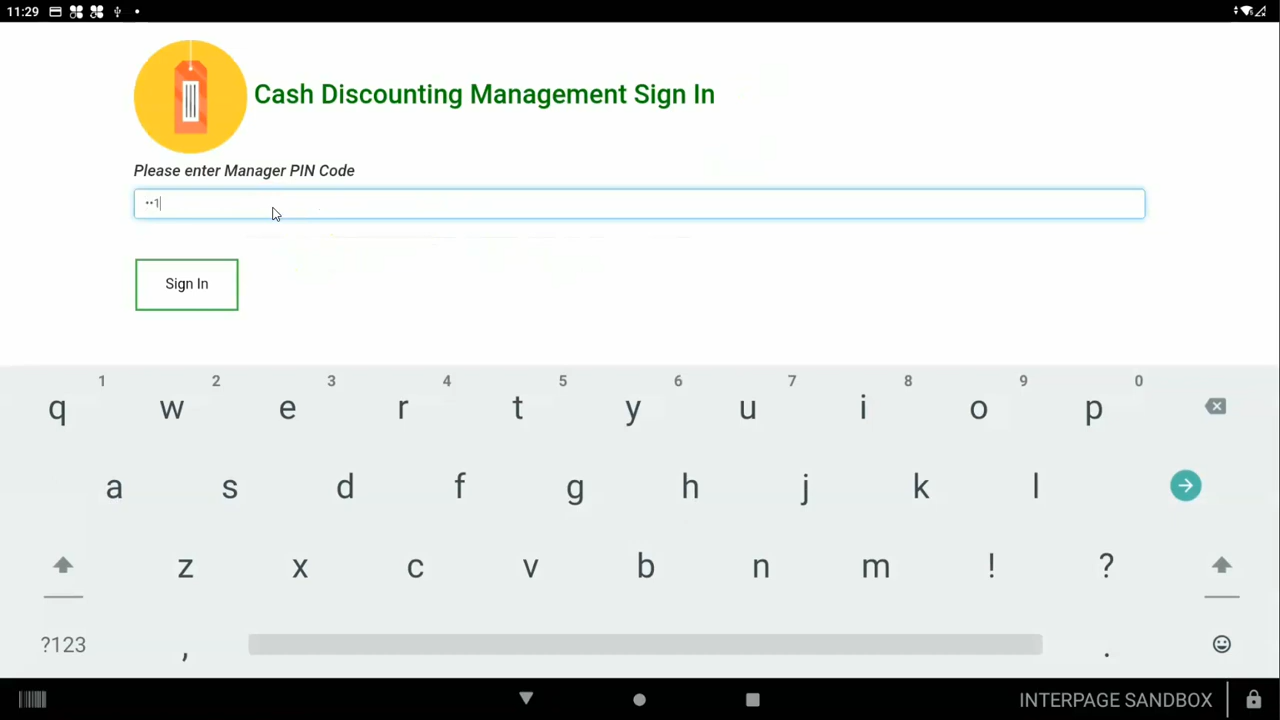 11:29
Cash Discounting Management Sign In
Please enter Manager PIN Code
••1
Sign In
1 2 3 4 5 6 7 8 9 0
q w e r t y u i o p
a s d f g h j k l
z x c v b n m ! ?
?123 , .
INTERPAGE SANDBOX